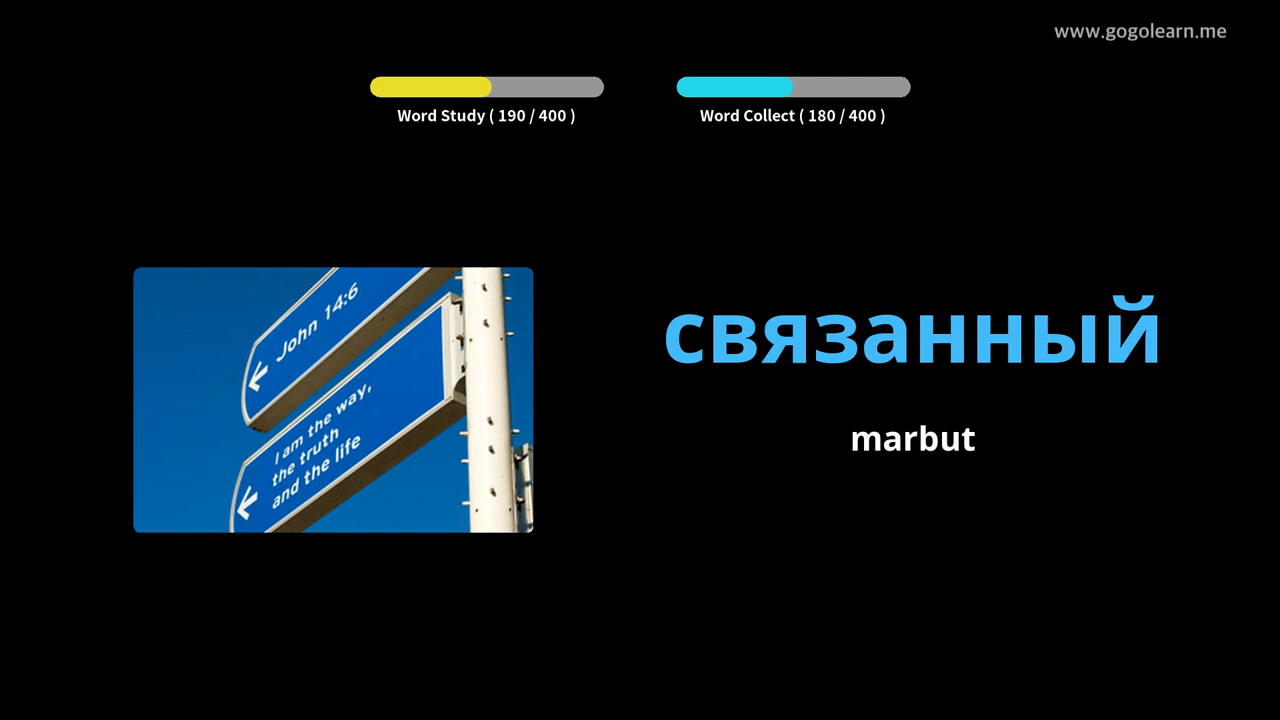 www.gogolearn.me
Word Study ( 190 / 400 )
Word Collect ( 180 / 400 )
John 14:6
I am the way,
the truth
and the life
связанный
marbut